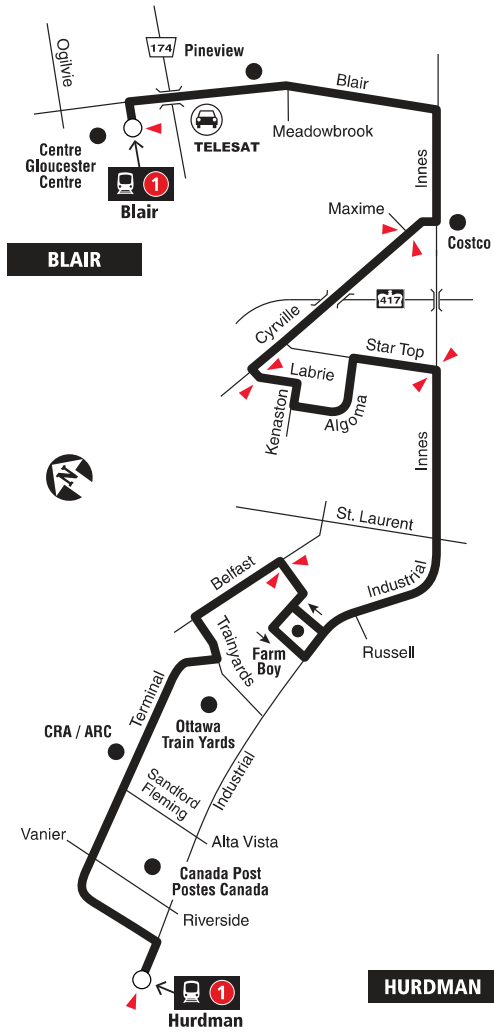 Ogilvie
174
Pineview
Blair
Meadowbrook
TELESAT
Centre
Gloucester
Centre
1
Blair
BLAIR
Innes
Maxime
Costco
417
Cyrville
Star Top
Labrie
Kenaston
Algoma
Innes
N
St. Laurent
Industrial
Belfast
Russell
Trainyards
Farm
Boy
Terminal
Ottawa
Train Yards
CRA / ARC
Industrial
Sandford
Fleming
Vanier
Alta Vista
Canada Post
Postes Canada
Riverside
1
Hurdman
HURDMAN